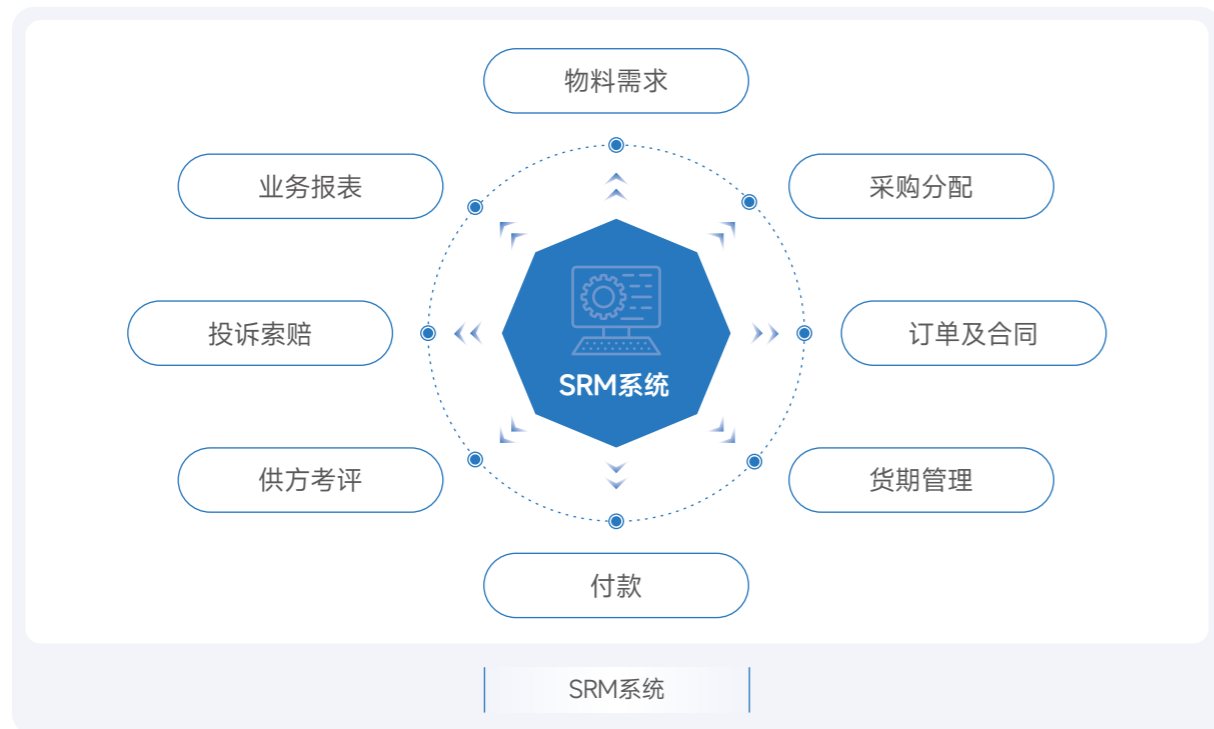 物料需求
业务报表
采购分配
投诉索赔
SRM系统
订单及合同
供方考评
货期管理
付款
SRM系统